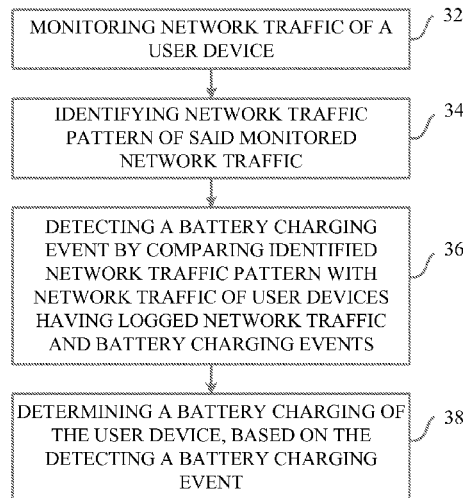 MONITORING NETWORK TRAFFIC OF A
USER DEVICE
32
IDENTIFYING NETWORK TRAFFIC
PATTERN OF SAID MONITORED
NETWORK TRAFFIC
34
DETECTING A BATTERY CHARGING
EVENT BY COMPARING IDENTIFIED
NETWORK TRAFFIC PATTERN WITH
NETWORK TRAFFIC OF USER DEVICES
HAVING LOGGED NETWORK TRAFFIC
AND BATTERY CHARGING EVENTS
36
DETERMINING A BATTERY CHARGING OF
THE USER DEVICE, BASED ON THE
DETECTING A BATTERY CHARGING
EVENT
38